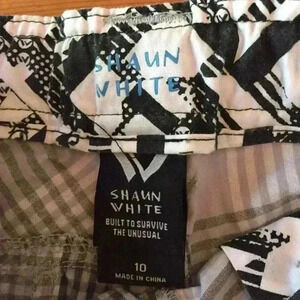 SHAUN
WHITE
SHAUN
WHITE
BUILT TO SURVIVE
THE UNUSUAL
10
MADE IN CHINA